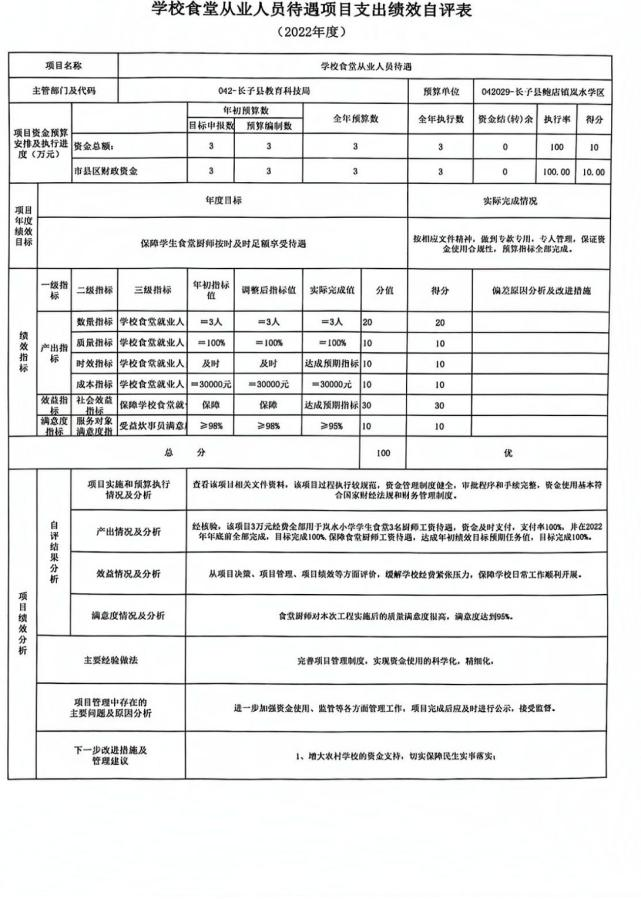 学校食堂从业人员待遇项目支出绩效自评表
（2022年度）
项目名称 学校食堂从业人员待遇
主管部门及代码 042-长子县教育科技局 预算单位 042029-长子县鲍店镇岚水学区
项目资金预算安排及执行进度（万元） 年初预算数 全年预算数 全年执行数 资金结(转)余 执行率 得分
目标申报数 预算编制数
资金总额： 3 3 3 3 0 100 10
市县区财政资金 3 3 3 3 0 100.00 10.00
项目年度绩效目标 年度目标 实际完成情况
保障学生食堂厨师按时及时足额享受待遇 按相应文件精神，做到专款专用，专人管理，保证资
金使用合规性，预算指标全部完成。
绩效指标 一级指标 二级指标 三级指标 年初指标值 调整后指标值 实际完成值 分值 得分 偏差原因分析及改进措施
产出指标 数量指标 学校食堂就业人 ＝3人 ＝3人 ＝3人 20 20
质量指标 学校食堂就业人 ＝100% ＝100% ＝100% 10 10
时效指标 学校食堂就业人 及时 及时 达成预期指标 10 10
成本指标 学校食堂就业人 ＝30000元 ＝30000元 ＝30000元 10 10
效益指标 社会效益指标 保障学校食堂就 保障 保障 达成预期指标 30 30
满意度指标 服务对象满意度指 受益炊事员满意 ≥98% ≥98% ≥95% 10 10
总 分 100 优
项目绩效分析 自评结果分析 项目实施和预算执行情况及分析 查看该项目相关文件资料，该项目过程执行较规范，资金管理制度健全，审批程序和手续完整，资金使用基本符
合国家财经法规和财务管理制度。
产出情况及分析 经核验，该项目3万元经费全部用于岚水小学学生食堂3名厨师工资待遇，资金及时支付，支付率100%，并在2022
年年底前全部完成，目标完成100%.保障食堂厨师工资待遇，达成年初绩效目标预期任务值，目标完成100%。
效益情况及分析 从项目决策、项目管理、项目绩效等方面评价，缓解学校经费紧张压力，保障学校日常工作顺利开展。
满意度情况及分析 食堂厨师对本次工程实施后的质量满意度很高，满意度达到95%。
主要经验做法 完善项目管理制度，实现资金使用的科学化，精细化，
项目管理中存在的主要问题及原因分析 进一步加强资金使用、监管等各方面管理工作，项目完成后应及时进行公示，接受监督。
下一步改进措施及管理建议 1、增大农村学校的资金支持，切实保障民生实事落实；